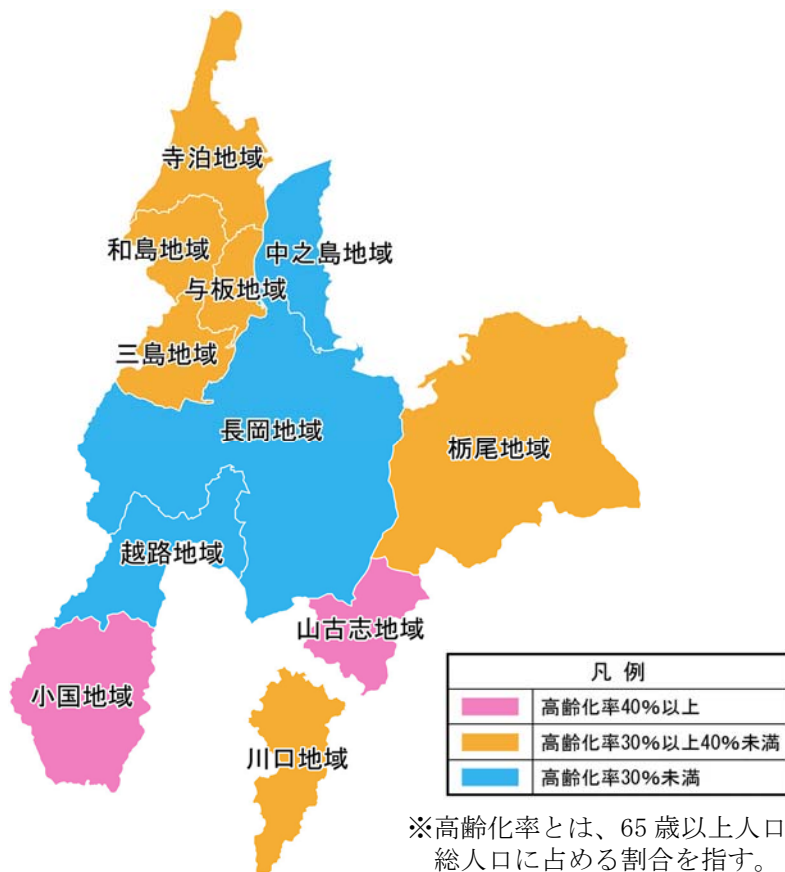 寺泊地域
和島地域
中之島地域
与板地域
三島地域
長岡地域
栃尾地域
越路地域
山古志地域
小国地域
川口地域
凡 例
高齢化率40%以上
高齢化率30%以上40%未満
高齢化率30%未満
※高齢化率とは、65 歳以上人口
総人口に占める割合を指す。